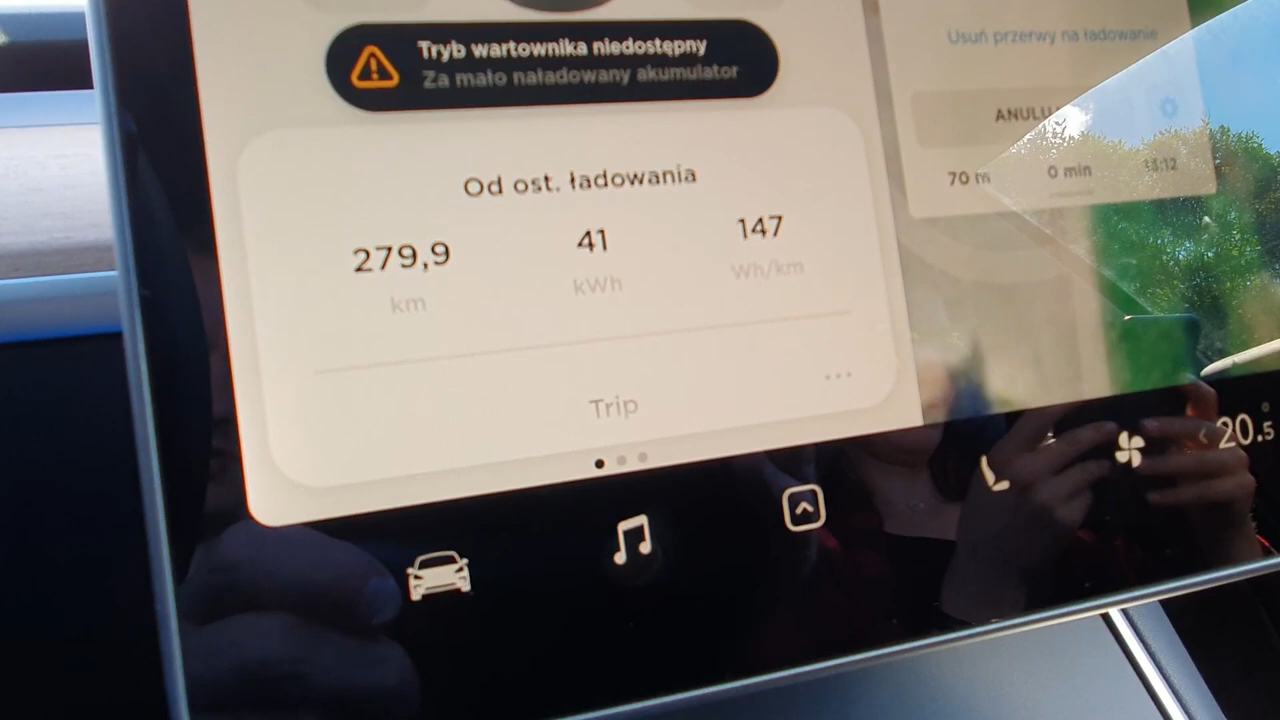 Tryb wartownika niedostępny
Za mało naładowany akumulator
Od ost. ładowania
279,9
41
147
km
kWh
Wh/km
Trip
Usuń przerwy na ładowanie
70 m
0 min
20.5